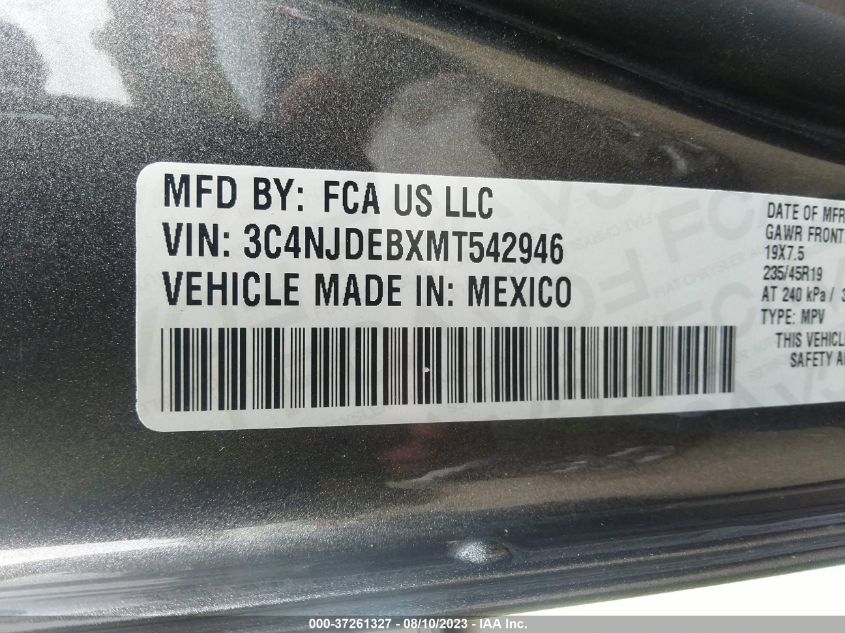 MFD BY: FCA US LLC
VIN: 3C4NJDEBXMT542946
VEHICLE MADE IN: MEXICO
DATE OF MFR
GAWR FRONT
19X7.5
235/45R19
AT 240 kPa / 3
TYPE: MPV
THIS VEHICL
SAFETY A
000-37261327 - 08/10/2023 - IAA Inc.